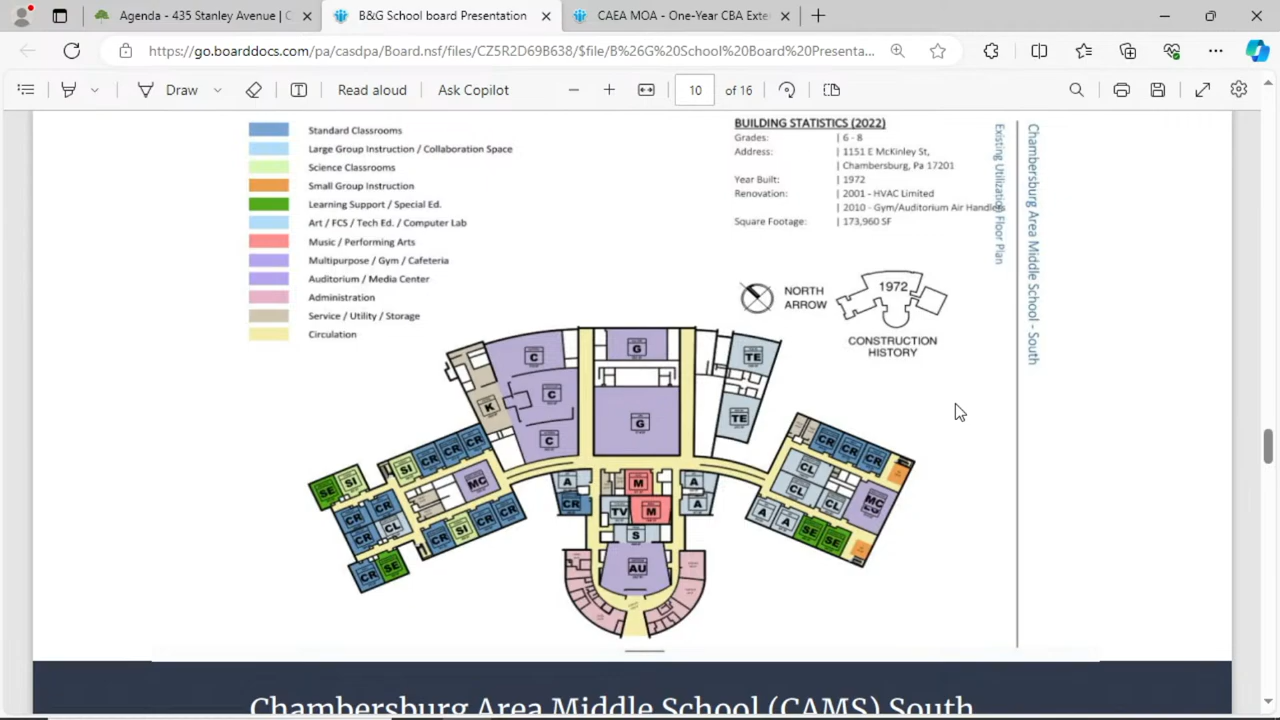 Agenda - 435 Stanley Avenue | C
B&G School board Presentation
CAEA MOA - One-Year CBA Exte
https://go.boarddocs.com/pa/casdpa/Board.nsf/files/CZ5R2D69B638/$file/B%26G%20School%20Board%20Presenta...
Draw
Read aloud
Ask Copilot
10 of 16
Standard Classrooms
Large Group Instruction / Collaboration Space
Science Classrooms
Small Group Instruction
Learning Support / Special Ed.
Art / FCS / Tech Ed. / Computer Lab
Music / Performing Arts
Multipurpose / Gym / Cafeteria
Auditorium / Media Center
Administration
Service / Utility / Storage
Circulation
BUILDING STATISTICS (2022)
Grades: | 6 - 8
Address: | 1151 E McKinley St,
| Chambersburg, Pa 17201
Year Built: | 1972
Renovation: | 2001 - HVAC Limited
| 2010 - Gym/Auditorium Air Handler
Square Footage: | 173,960 SF
Existing Utilization Floor Plan
Chambersburg Area Middle School - South
NORTH
ARROW
1972
CONSTRUCTION
HISTORY
C
G
TE
K
C
G
TE
C
CR
CR
CR
SI
CR
CR
CR
SI
SE
MC
A
M
A
CL
CR
CR
CL
CR
CR
CR
SI
CR
CR
TV
M
A
CL
CL
MC
A
A
SE
SE
S
CR
SE
AU
Chambersburg Area Middle School (CAMS) South